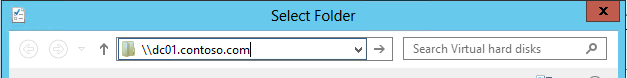 Select Folder
\\dc01.contoso.com
Search Virtual hard disks